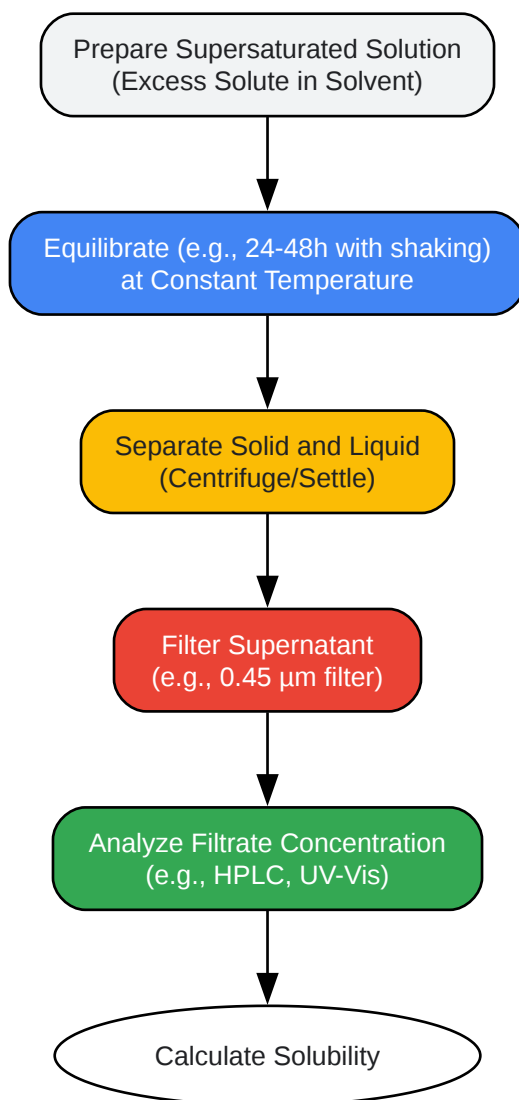 Prepare Supersaturated Solution
(Excess Solute in Solvent)
Equilibrate (e.g., 24-48h with shaking)
at Constant Temperature
Separate Solid and Liquid
(Centrifuge/Settle)
Filter Supernatant
(e.g., 0.45 µm filter)
Analyze Filtrate Concentration
(e.g., HPLC, UV-Vis)
Calculate Solubility